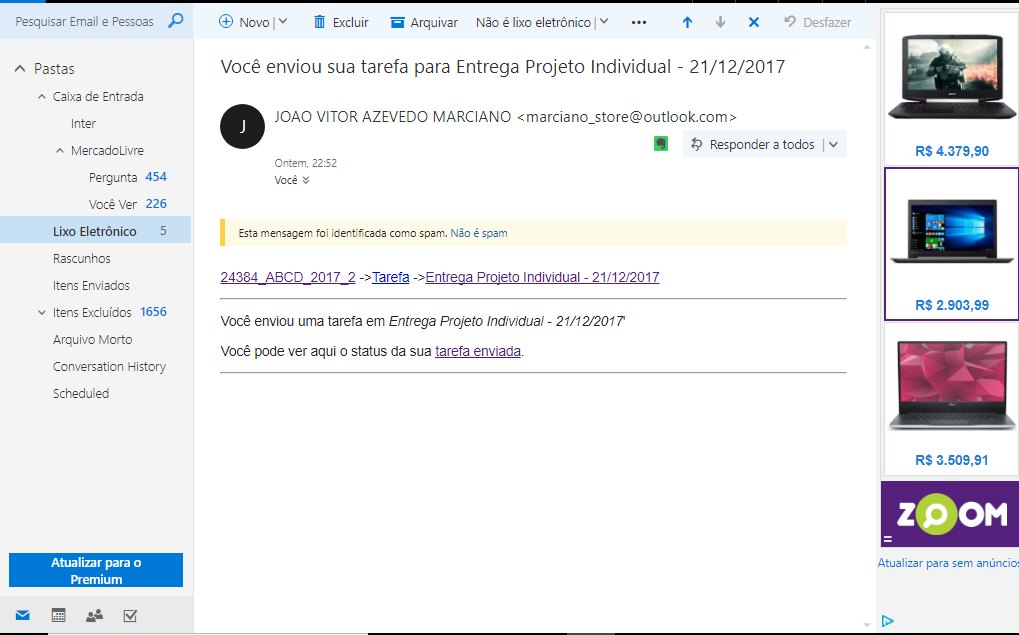 Pesquisar Email e Pessoas
Novo
Excluir
Arquivar
Não é lixo eletrônico
Desfazer
Pastas
Caixa de Entrada
Inter
MercadoLivre
Pergunta 454
Você Ver 226
Lixo Eletrônico 5
Rascunhos
Itens Enviados
Itens Excluídos 1656
Arquivo Morto
Conversation History
Scheduled
Atualizar para o
Premium
Você enviou sua tarefa para Entrega Projeto Individual - 21/12/2017
J
JOAO VITOR AZEVEDO MARCIANO <marciano_store@outlook.com>
Responder a todos
Ontem, 22:52
Você
Esta mensagem foi identificada como spam. Não é spam
24384_ABCD_2017_2 ->Tarefa ->Entrega Projeto Individual - 21/12/2017
Você enviou uma tarefa em Entrega Projeto Individual - 21/12/2017'
Você pode ver aqui o status da sua tarefa enviada.
R$ 4.379,90
R$ 2.903,99
R$ 3.509,91
ZOOM
Atualizar para sem anúncios